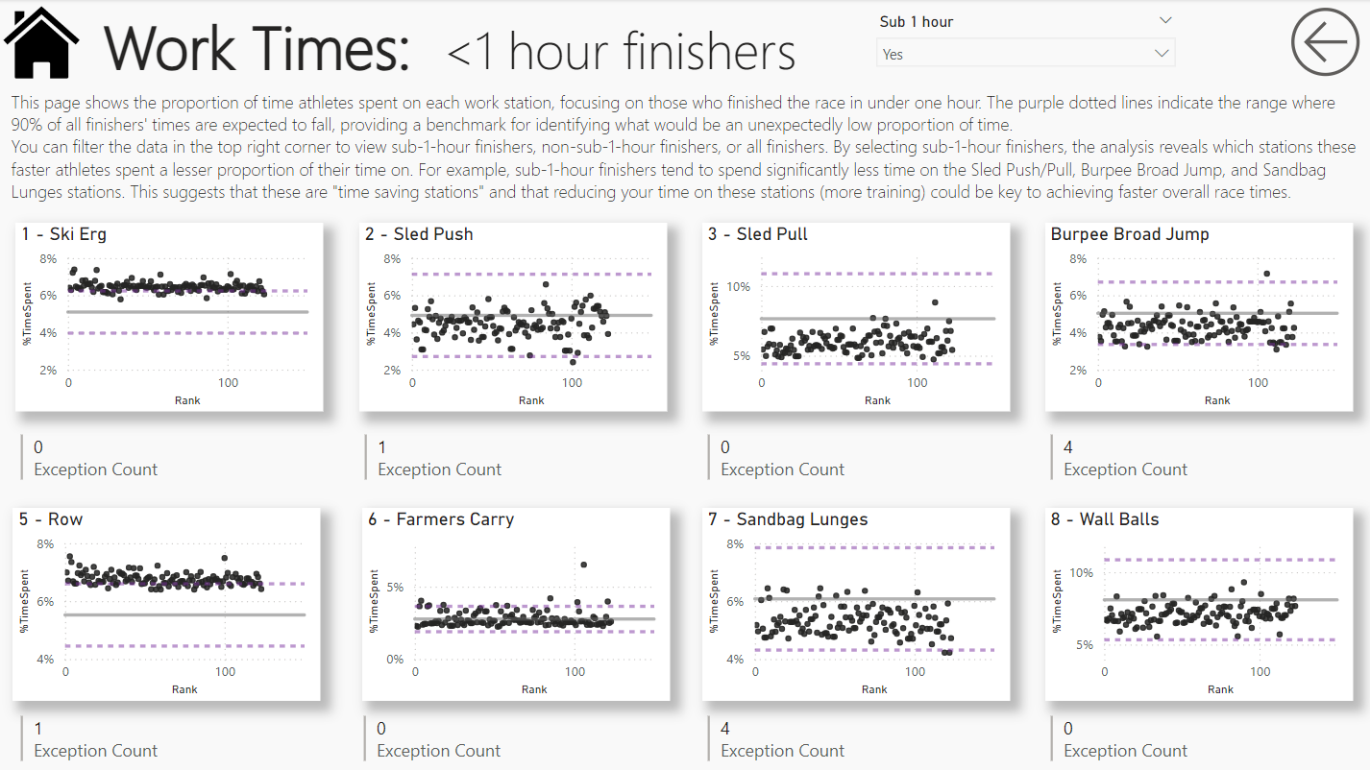 Work Times: <1 hour finishers
Sub 1 hour
Yes
This page shows the proportion of time athletes spent on each work station, focusing on those who finished the race in under one hour. The purple dotted lines indicate the range where
90% of all finishers' times are expected to fall, providing a benchmark for identifying what would be an unexpectedly low proportion of time.
You can filter the data in the top right corner to view sub-1-hour finishers, non-sub-1-hour finishers, or all finishers. By selecting sub-1-hour finishers, the analysis reveals which stations these
faster athletes spent a lesser proportion of their time on. For example, sub-1-hour finishers tend to spend significantly less time on the Sled Push/Pull, Burpee Broad Jump, and Sandbag
Lunges stations. This suggests that these are "time saving stations" and that reducing your time on these stations (more training) could be key to achieving faster overall race times.
1 - Ski Erg
8%
6%
4%
2%
%TimeSpent
0
100
Rank
0
Exception Count
2 - Sled Push
8%
6%
4%
2%
%TimeSpent
0
100
Rank
1
Exception Count
3 - Sled Pull
10%
5%
%TimeSpent
0
100
Rank
0
Exception Count
Burpee Broad Jump
8%
6%
4%
2%
%TimeSpent
0
100
Rank
4
Exception Count
5 - Row
8%
6%
4%
%TimeSpent
0
100
Rank
1
Exception Count
6 - Farmers Carry
5%
0%
%TimeSpent
0
100
Rank
0
Exception Count
7 - Sandbag Lunges
8%
6%
4%
%TimeSpent
0
100
Rank
4
Exception Count
8 - Wall Balls
10%
5%
%TimeSpent
0
100
Rank
0
Exception Count